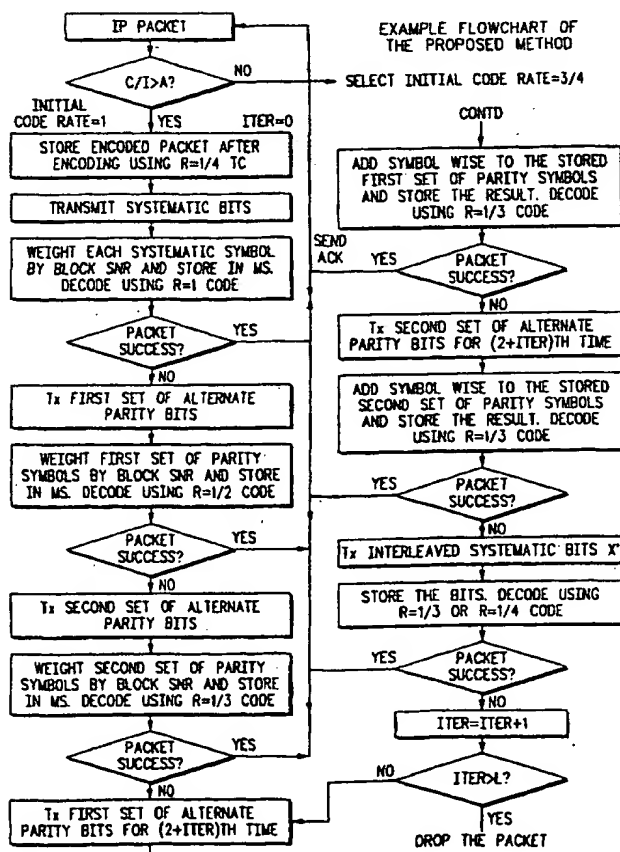 IP PACKET
EXAMPLE FLOWCHART OF
THE PROPOSED METHOD
C/I>A?
NO
SELECT INITIAL CODE RATE=3/4
INITIAL
CODE RATE=1
YES
ITER=0
STORE ENCODED PACKET AFTER
ENCODING USING R=1/4 TC
TRANSMIT SYSTEMATIC BITS
WEIGHT EACH SYSTEMATIC SYMBOL
BY BLOCK SNR AND STORE IN MS.
DECODE USING R=1 CODE
PACKET
SUCCESS?
YES
NO
Tx FIRST SET OF ALTERNATE
PARITY BITS
WEIGHT FIRST SET OF PARITY
SYMBOLS BY BLOCK SNR AND STORE
IN MS. DECODE USING R=1/2 CODE
PACKET
SUCCESS?
YES
NO
Tx SECOND SET OF ALTERNATE
PARITY BITS
WEIGHT SECOND SET OF PARITY
SYMBOLS BY BLOCK SNR AND STORE
IN MS. DECODE USING R=1/3 CODE
PACKET
SUCCESS?
YES
NO
Tx FIRST SET OF ALTERNATE
PARITY BITS FOR (2+ITER)TH TIME
CONTD
ADD SYMBOL WISE TO THE STORED
FIRST SET OF PARITY SYMBOLS
AND STORE THE RESULT. DECODE
USING R=1/3 CODE
SEND
ACK
YES
PACKET
SUCCESS?
NO
Tx SECOND SET OF ALTERNATE
PARITY BITS FOR (2+ITER)TH TIME
ADD SYMBOL WISE TO THE STORED
SECOND SET OF PARITY SYMBOLS
AND STORE THE RESULT. DECODE
USING R=1/3 CODE
YES
PACKET
SUCCESS?
NO
Tx INTERLEAVED SYSTEMATIC BITS X'
STORE THE BITS. DECODE USING
R=1/3 OR R=1/4 CODE
YES
PACKET
SUCCESS?
NO
ITER=ITER+1
NO
ITER>L?
YES
DROP THE PACKET